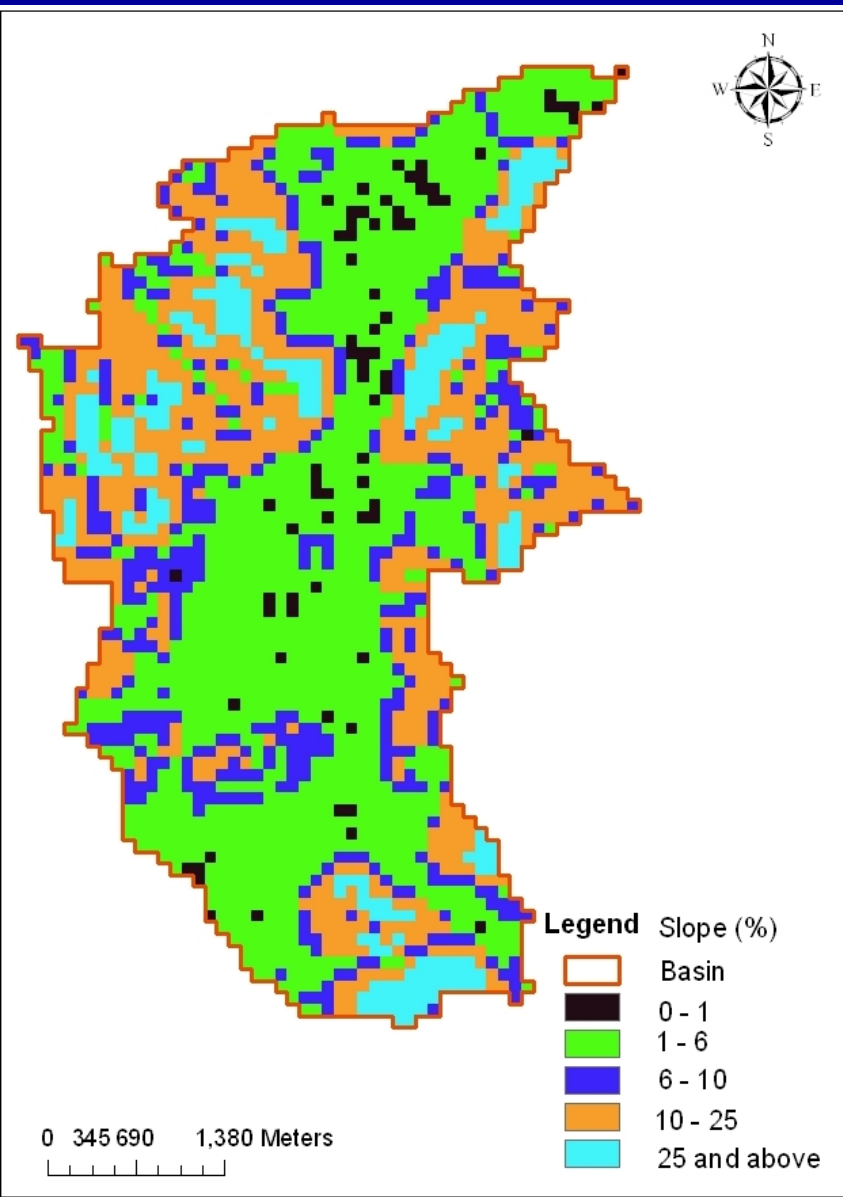 N
W E
S
Legend Slope (%)
Basin
0 - 1
1 - 6
6 - 10
10 - 25
25 and above
0 345 690 1,380 Meters